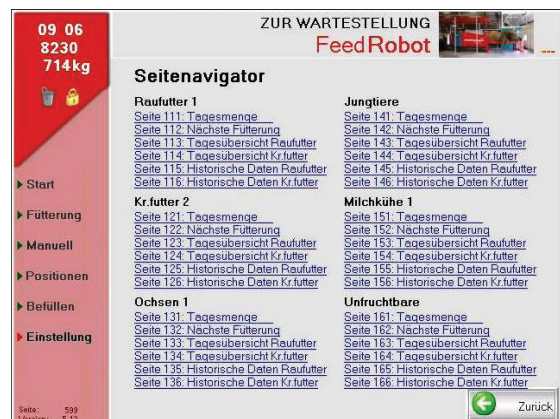 09 06
8230
714kg
ZUR WARTESTELLUNG
FeedRobot
...
Seitennavigator
Raufutter 1
Seite 111: Tagesmenge
Seite 112: Nächste Fütterung
Seite 113: Tagesübersicht Raufutter
Seite 114: Tagesübersicht Kr.futter
Seite 115: Historische Daten Raufutter
Seite 116: Historische Daten Kr.futter
Kr.futter 2
Seite 121: Tagesmenge
Seite 122: Nächste Fütterung
Seite 123: Tagesübersicht Raufutter
Seite 124: Tagesübersicht Kr.futter
Seite 125: Historische Daten Raufutter
Seite 126: Historische Daten Kr.futter
Ochsen 1
Seite 131: Tagesmenge
Seite 132: Nächste Fütterung
Seite 133: Tagesübersicht Raufutter
Seite 134: Tagesübersicht Kr.futter
Seite 135: Historische Daten Raufutter
Seite 136: Historische Daten Kr.futter
Jungtiere
Seite 141: Tagesmenge
Seite 142: Nächste Fütterung
Seite 143: Tagesübersicht Raufutter
Seite 144: Tagesübersicht Kr.futter
Seite 145: Historische Daten Raufutter
Seite 146: Historische Daten Kr.futter
Milchkühe 1
Seite 151: Tagesmenge
Seite 152: Nächste Fütterung
Seite 153: Tagesübersicht Raufutter
Seite 154: Tagesübersicht Kr.futter
Seite 155: Historische Daten Raufutter
Seite 156: Historische Daten Kr.futter
Unfruchtbare
Seite 161: Tagesmenge
Seite 162: Nächste Fütterung
Seite 163: Tagesübersicht Raufutter
Seite 164: Tagesübersicht Kr.futter
Seite 165: Historische Daten Raufutter
Seite 166: Historische Daten Kr.futter
Start
Fütterung
Manuell
Positionen
Befüllen
Einstellung
Seite: 599
Zurück